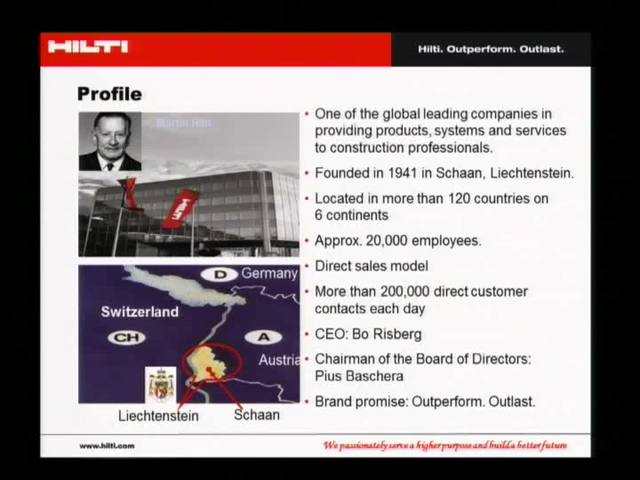 HILTI
Hilti. Outperform. Outlast.
Profile
Martin Hilti
HILTI
• One of the global leading companies in
providing products, systems and services
to construction professionals.
• Founded in 1941 in Schaan, Liechtenstein.
• Located in more than 120 countries on
6 continents
• Approx. 20,000 employees.
• Direct sales model
• More than 200,000 direct customer
contacts each day
• CEO: Bo Risberg
• Chairman of the Board of Directors:
Pius Baschera
• Brand promise: Outperform. Outlast.
D Germany
Switzerland
CH
A
Austria
Liechtenstein
Schaan
www.hilti.com
We passionately serve a higher purpose and build a better future